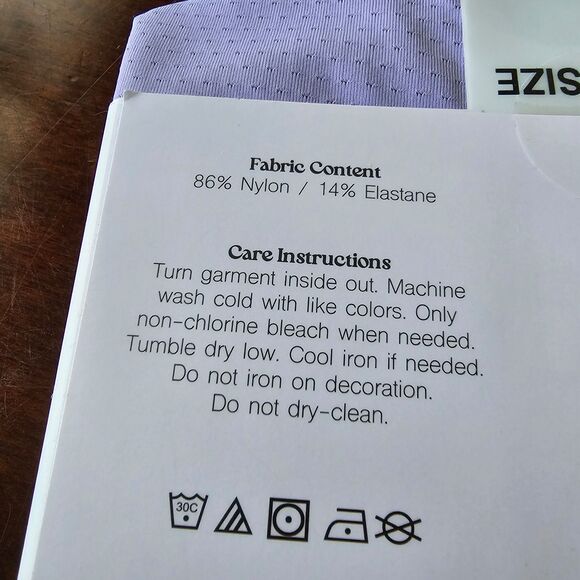 SIZE
Fabric Content
86% Nylon / 14% Elastane
Care Instructions
Turn garment inside out. Machine
wash cold with like colors. Only
non-chlorine bleach when needed.
Tumble dry low. Cool iron if needed.
Do not iron on decoration.
Do not dry-clean.
30C